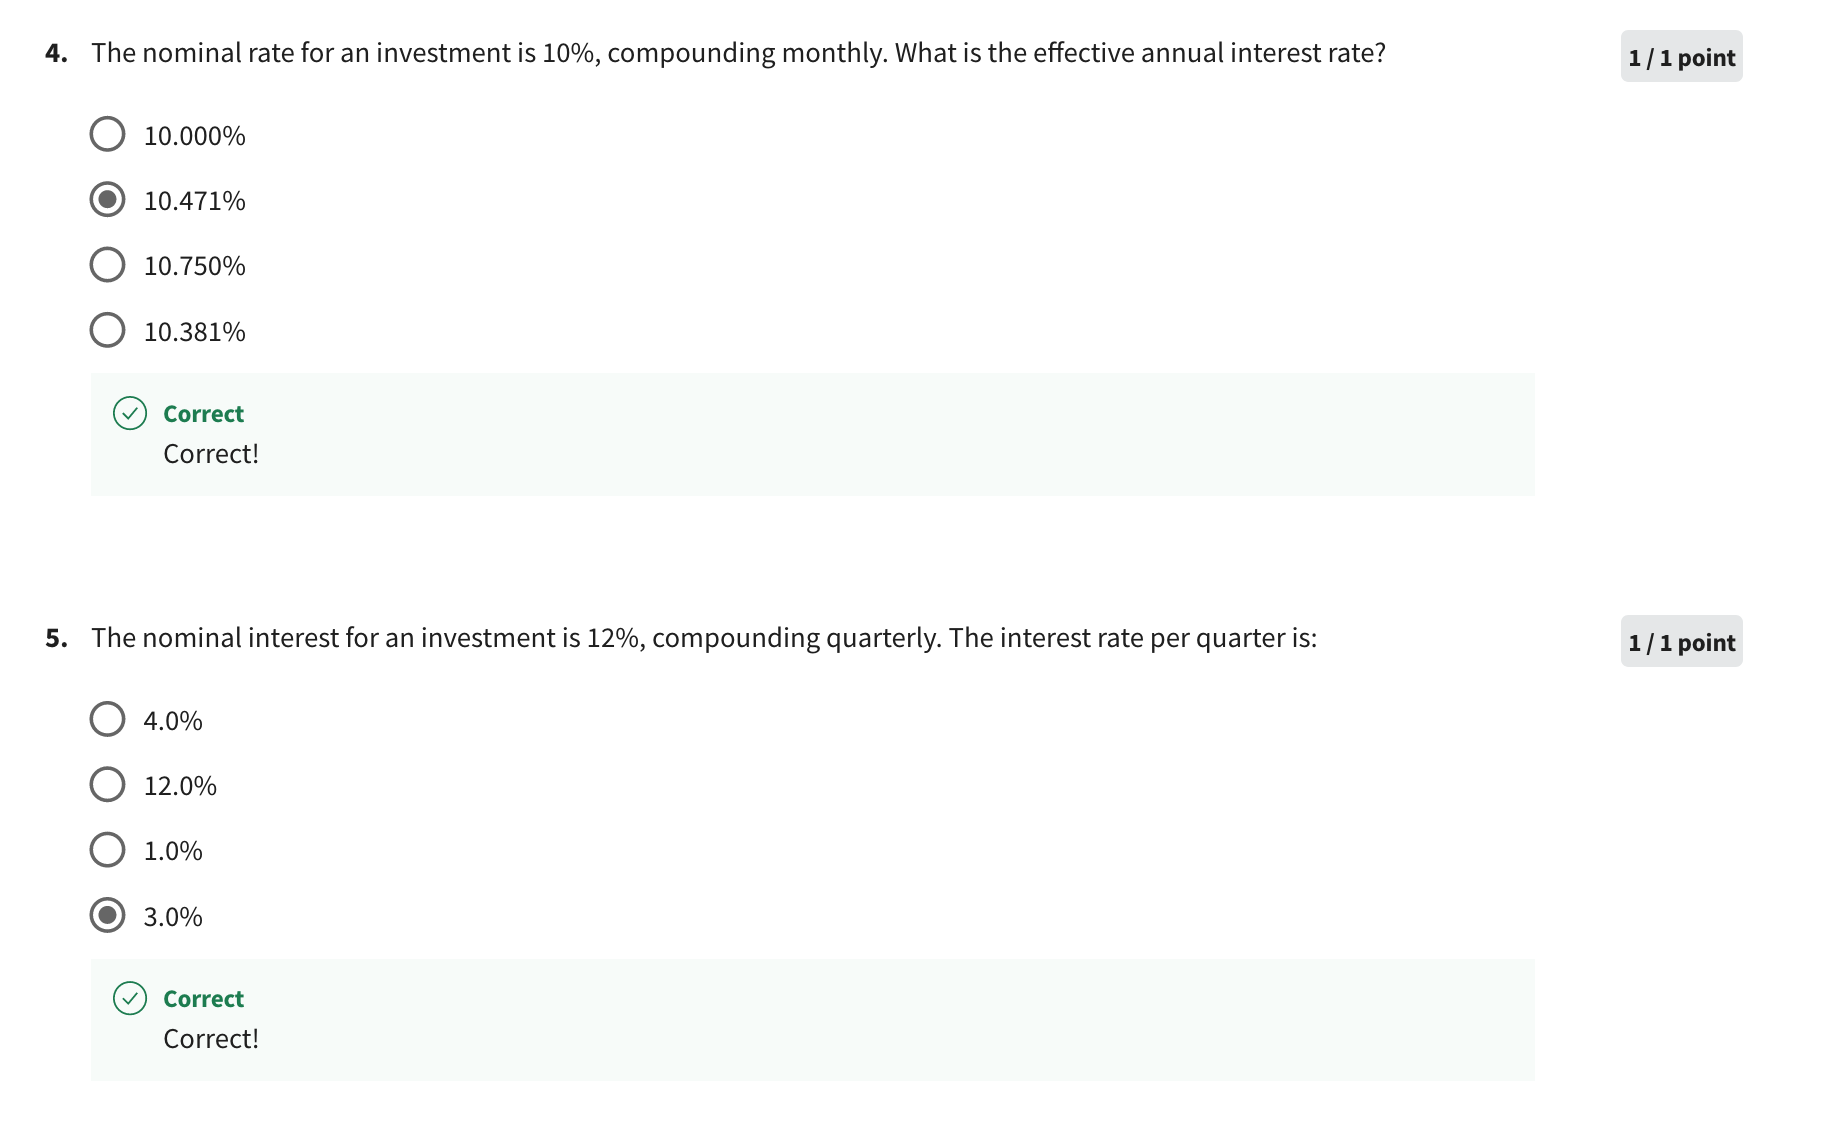 4. The nominal rate for an investment is 10%, compounding monthly. What is the effective annual interest rate?
1 / 1 point
10.000%
10.471%
10.750%
10.381%
Correct
Correct!
5. The nominal interest for an investment is 12%, compounding quarterly. The interest rate per quarter is:
1 / 1 point
4.0%
12.0%
1.0%
3.0%
Correct
Correct!